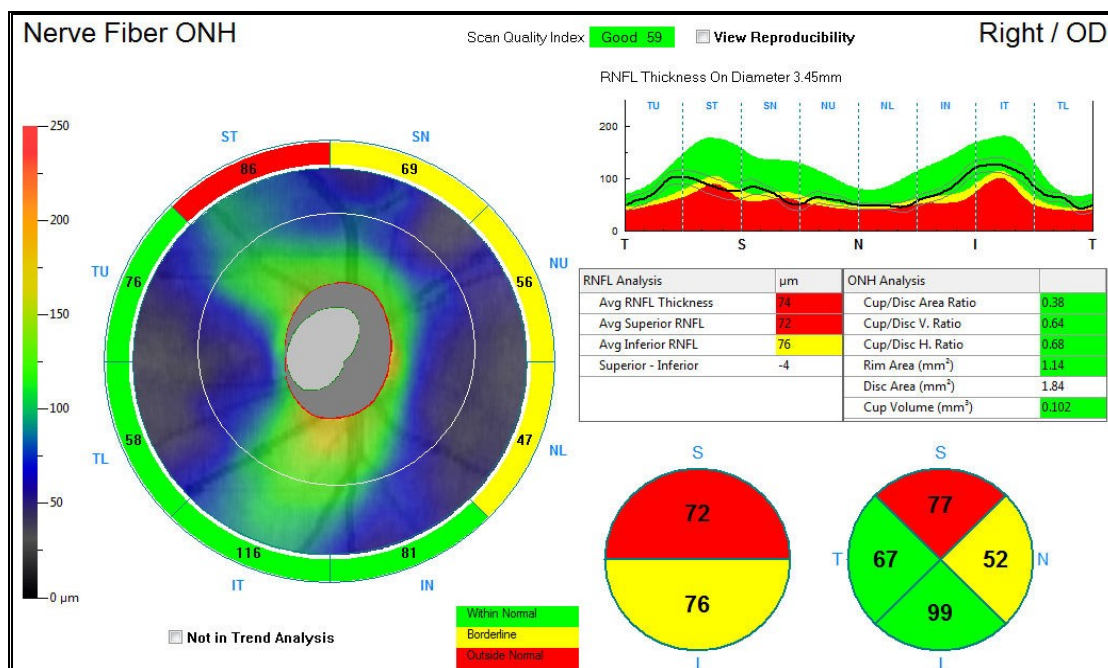 Nerve Fiber ONH
Scan Quality Index Good 59 View Reproducibility
Right / OD
RNFL Thickness On Diameter 3.45mm
TU ST SN NU NL IN IT TL
200
100
0
T S N I T
250
200
150
100
50
0 µm
ST
SN
86
69
TU
76
NU
56
TL
58
NL
47
116
81
IT
IN
RNFL Analysis µm
Avg RNFL Thickness 74
Avg Superior RNFL 72
Avg Inferior RNFL 76
Superior - Inferior -4
ONH Analysis
Cup/Disc Area Ratio 0.38
Cup/Disc V. Ratio 0.64
Cup/Disc H. Ratio 0.68
Rim Area (mm²) 1.14
Disc Area (mm²) 1.84
Cup Volume (mm³) 0.102
S
72
76
I
S
77
T 67 52 N
99
I
Not in Trend Analysis
Within Normal
Borderline
Outside Normal